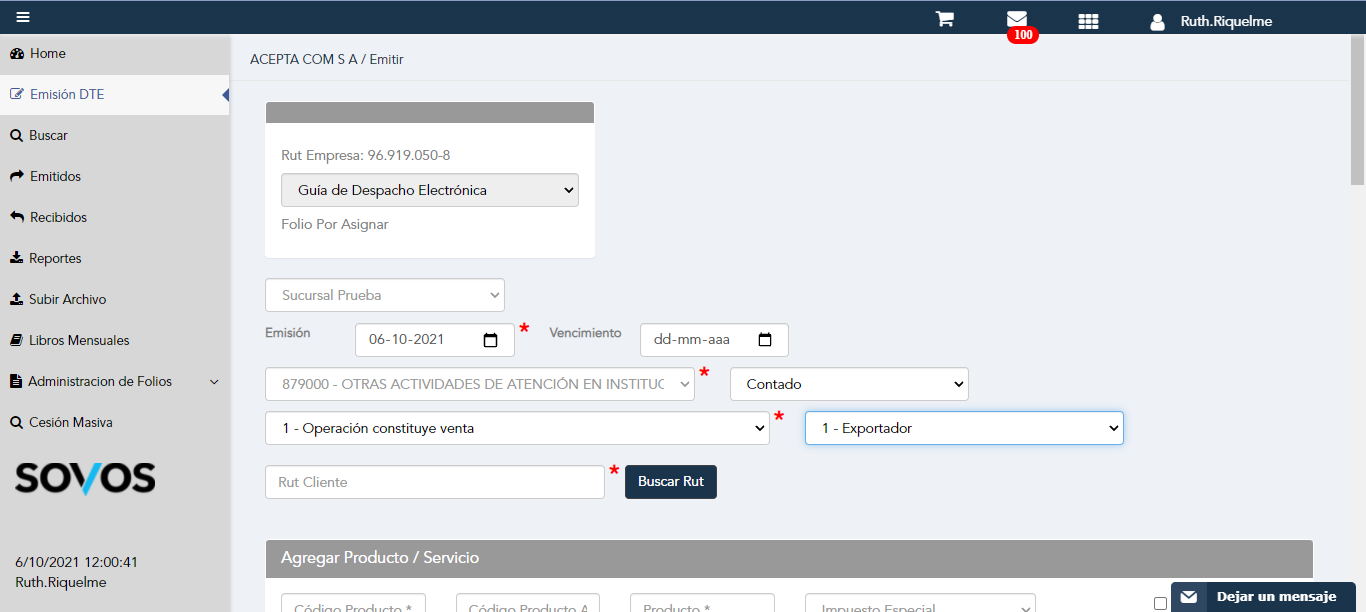 Ruth.Riquelme
100
Home
Emisión DTE
Buscar
Emitidos
Recibidos
Reportes
Subir Archivo
Libros Mensuales
Administracion de Folios
Cesión Masiva
SOVOS
6/10/2021 12:00:41
Ruth.Riquelme
ACEPTA COM S A / Emitir
Rut Empresa: 96.919.050-8
Guía de Despacho Electrónica
Folio Por Asignar
Sucursal Prueba
Emisión 06-10-2021 * Vencimiento dd-mm-aaa
879000 - OTRAS ACTIVIDADES DE ATENCIÓN EN INSTITUC * Contado
1 - Operación constituye venta * 1 - Exportador
Rut Cliente * Buscar Rut
Agregar Producto / Servicio
Código Producto * Código Producto A Producto * Impuesto Especial
Dejar un mensaje